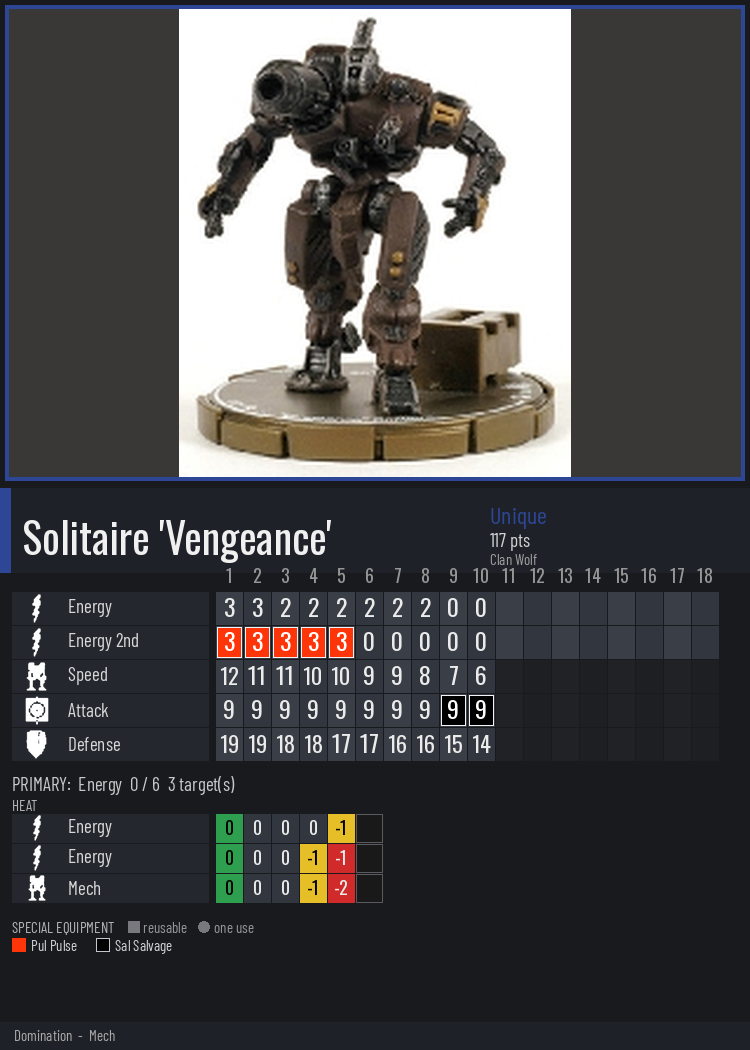 Solitaire 'Vengeance'
Unique
117 pts
Clan Wolf
1 2 3 4 5 6 7 8 9 10 11 12 13 14 15 16 17 18
Energy 3 3 2 2 2 2 2 2 0 0
Energy 2nd 3 3 3 3 3 0 0 0 0 0
Speed 12 11 11 10 10 9 9 8 7 6
Attack 9 9 9 9 9 9 9 9 9 9
Defense 19 19 18 18 17 17 16 16 15 14
PRIMARY: Energy 0 / 6 3 target(s)
HEAT
Energy 0 0 0 0 -1
Energy 0 0 0 -1 -1
Mech 0 0 0 -1 -2
SPECIAL EQUIPMENT reusable one use
Pul Pulse Sal Salvage
Domination - Mech